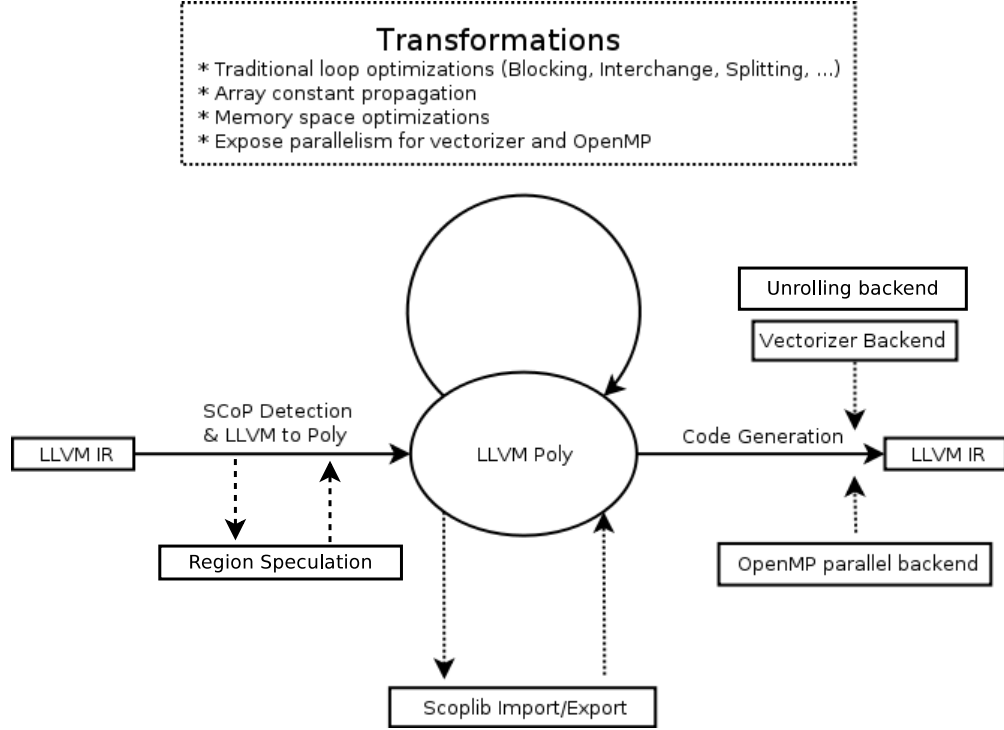 Transformations
* Traditional loop optimizations (Blocking, Interchange, Splitting, ...)
* Array constant propagation
* Memory space optimizations
* Expose parallelism for vectorizer and OpenMP
Unrolling backend
Vectorizer Backend
SCoP Detection
& LLVM to Poly
Code Generation
LLVM IR
LLVM Poly
LLVM IR
Region Speculation
OpenMP parallel backend
Scoplib Import/Export